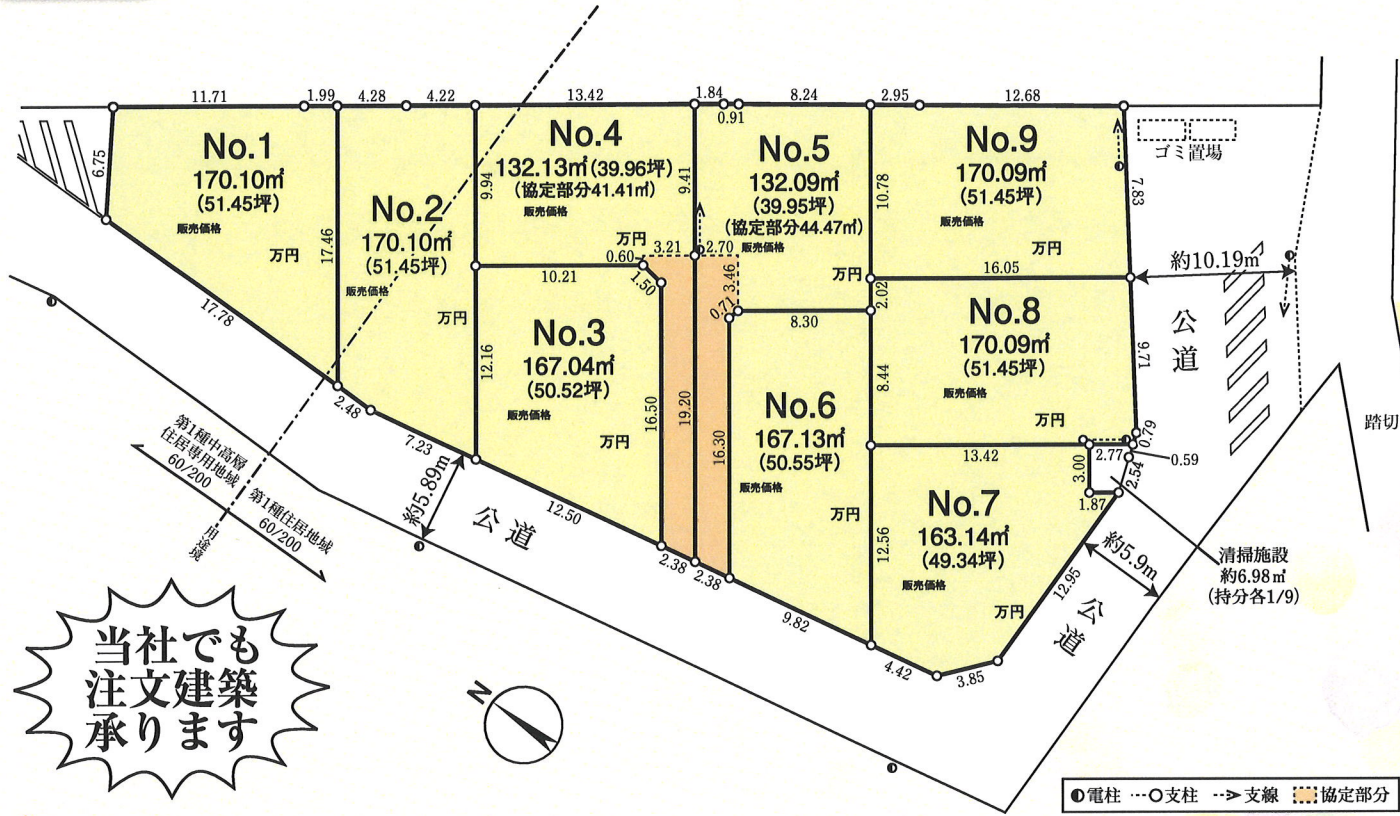 11.71
1.99
4.28
4.22
13.42
1.84
0.91
8.24
2.95
12.68
No.1
170.10㎡
(51.45坪)
販売価格
万円
6.75
17.46
17.78
No.2
170.10㎡
(51.45坪)
販売価格
万円
2.48
7.23
No.4
132.13㎡(39.96坪)
(協定部分41.41㎡)
販売価格
万円
9.94
9.41
0.60
3.21
2.70
10.21
1.50
No.3
167.04㎡
(50.52坪)
販売価格
万円
12.16
16.50
19.20
16.30
12.50
2.38
2.38
No.5
132.09㎡
(39.95坪)
(協定部分44.47㎡)
販売価格
万円
10.78
3.46
0.71
8.30
2.02
No.6
167.13㎡
(50.55坪)
販売価格
万円
8.44
12.56
9.82
No.9
170.09㎡
(51.45坪)
販売価格
万円
7.83
16.05
No.8
170.09㎡
(51.45坪)
販売価格
万円
9.71
0.79
0.59
13.42
2.77
3.00
2.54
1.87
No.7
163.14㎡
(49.34坪)
販売価格
万円
12.95
4.42
3.85
ゴミ置場
約10.19㎡
公道
踏切
清掃施設
約6.98㎡
(持分各1/9)
約5.9m
公道
約5.89m
公道
第1種中高層
住居専用地域
60/200
第1種住居地域
60/200
用途境
当社でも
注文建築
承ります
N
電柱 支柱 支線 協定部分